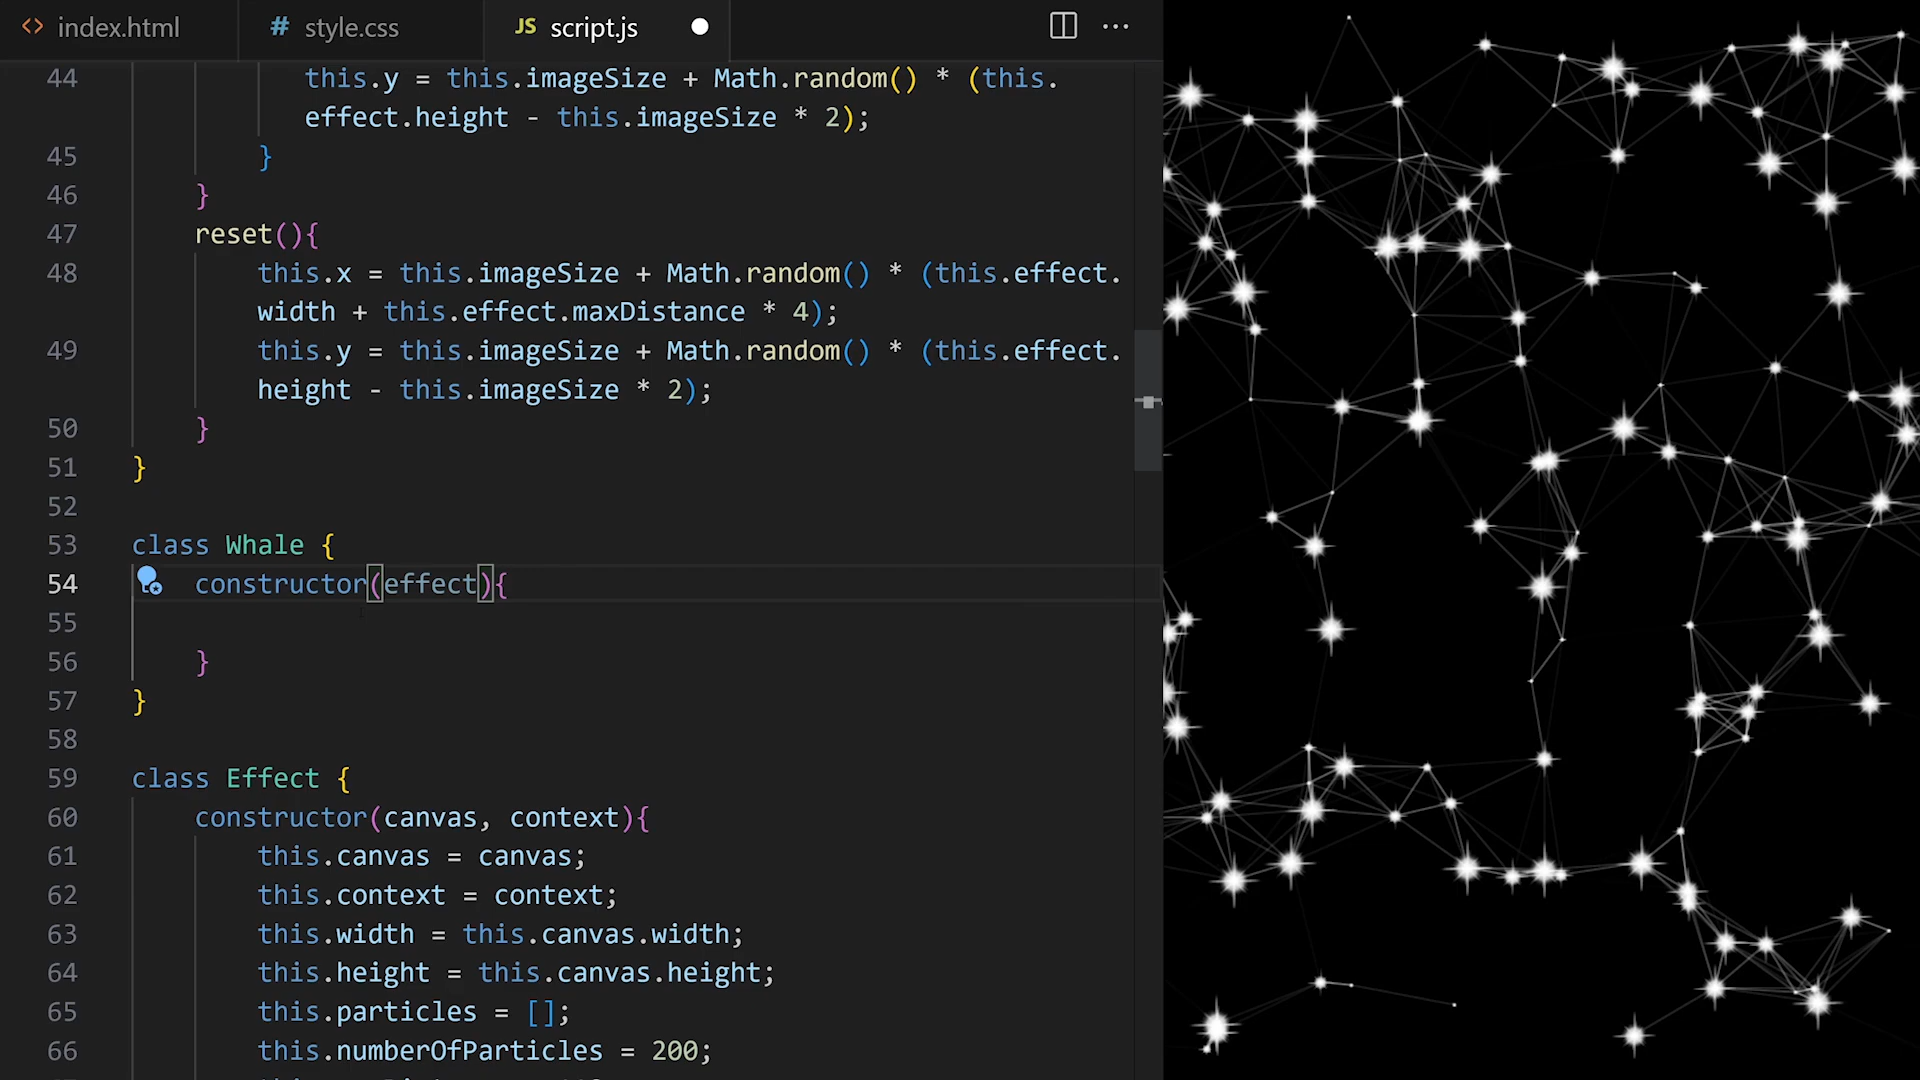 index.html
# style.css
JS script.js
44 this.y = this.imageSize + Math.random() * (this.
effect.height - this.imageSize * 2);
45 }
46 }
47 reset(){
48 this.x = this.imageSize + Math.random() * (this.effect.
width + this.effect.maxDistance * 4);
49 this.y = this.imageSize + Math.random() * (this.effect.
height - this.imageSize * 2);
50 }
51 }
52
53 class Whale {
54 constructor(effect){
55
56 }
57 }
58
59 class Effect {
60 constructor(canvas, context){
61 this.canvas = canvas;
62 this.context = context;
63 this.width = this.canvas.width;
64 this.height = this.canvas.height;
65 this.particles = [];
66 this.numberOfParticles = 200;